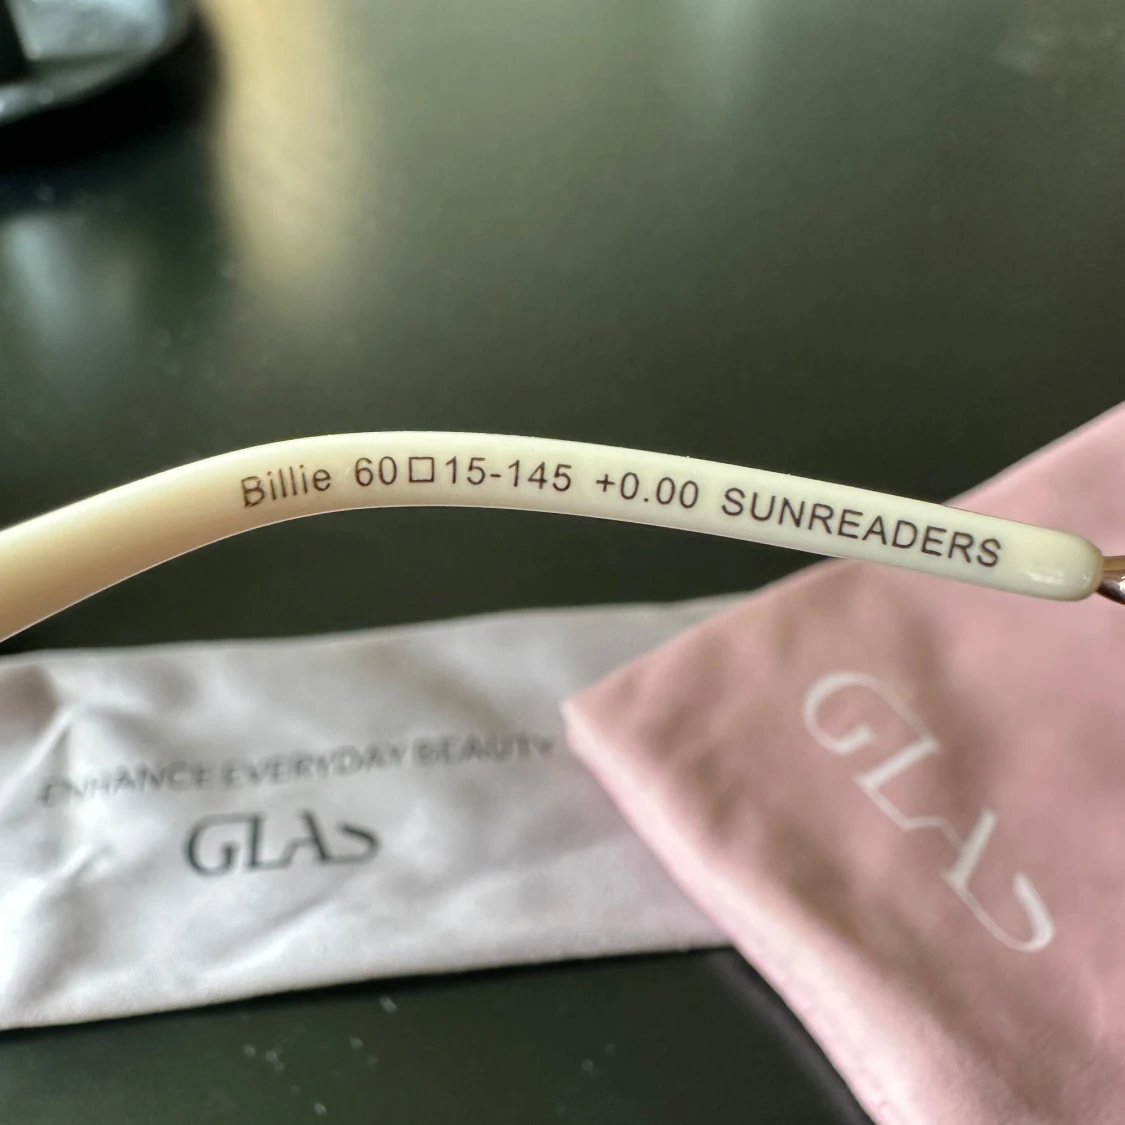 Billie 60□15-145 +0.00 SUNREADERS
ENHANCE EVERYDAY BEAUTY
GLAS
GLAS